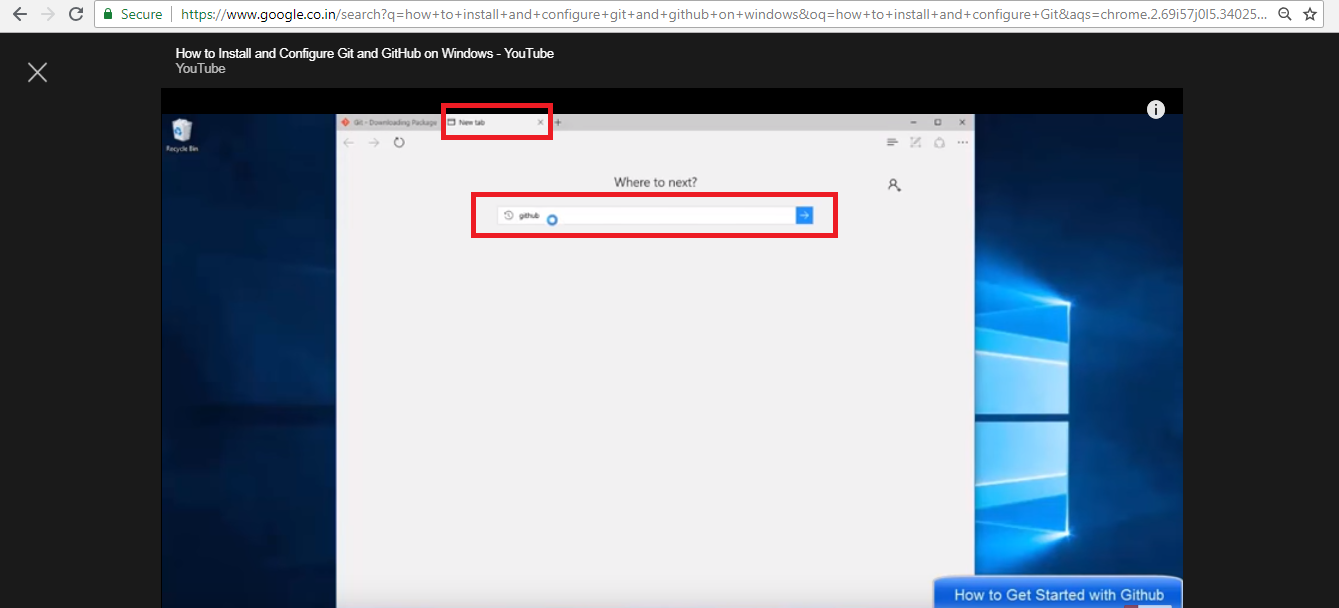 Secure https://www.google.co.in/search?q=how+to+install+and+configure+git+and+github+on+windows&oq=how+to+install+and+configure+Git&aqs=chrome.2.69i57j0l5.34025...
How to Install and Configure Git and GitHub on Windows - YouTube
YouTube
Git - Downloading Package
New tab
Recycle Bin
Where to next?
github
How to Get Started with Github